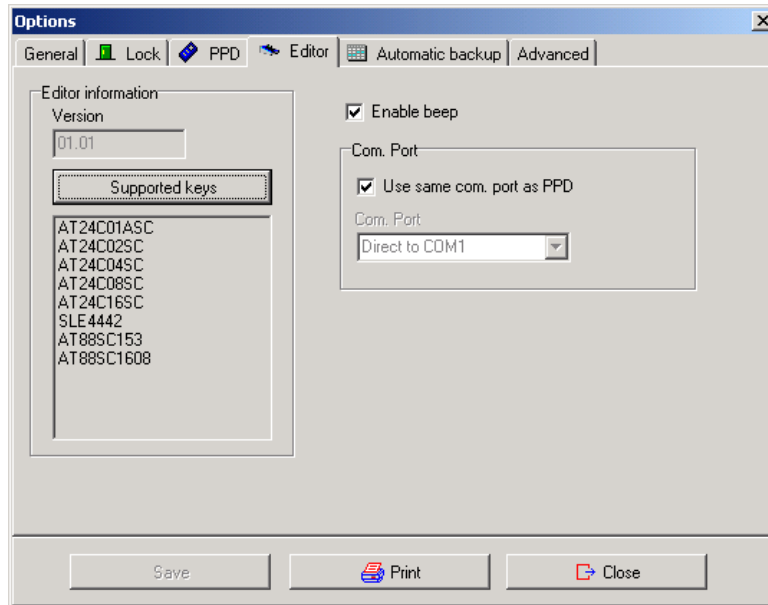 Options
General
Lock
PPD
Editor
Automatic backup
Advanced
Editor information
Version
01.01
Supported keys
AT24C01ASC
AT24C02SC
AT24C04SC
AT24C08SC
AT24C16SC
SLE4442
AT88SC153
AT88SC1608
Enable beep
Com. Port
Use same com. port as PPD
Com. Port
Direct to COM1
Save
Print
Close